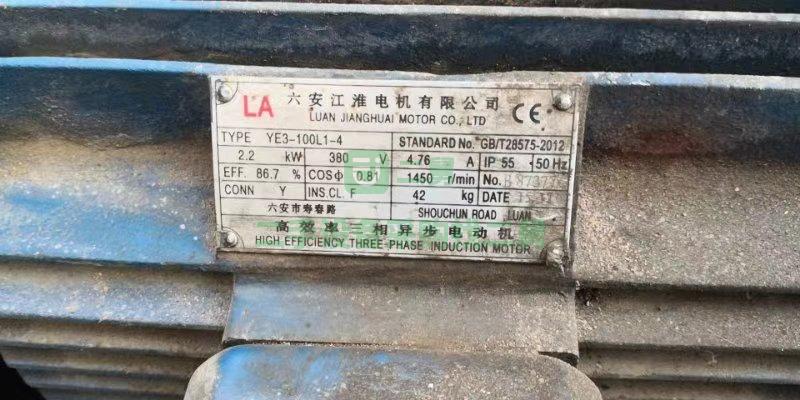 LA 六安江淮电机有限公司 CE
LUAN JIANGHUAI MOTOR CO., LTD
TYPE YE3-100L1-4 STANDARD No. GB/T28575-2012
2.2 kW 380 V 4.76 A IP 55 50 Hz
EFF. 86.7 % COSφ 0.81 1450 r/min No.
CONN Y INS.CL. F 42 kg DATE
六安市寿春路 SHOUCHUN ROAD LUAN
高效率三相异步电动机
HIGH EFFICIENCY THREE-PHASE INDUCTION MOTOR